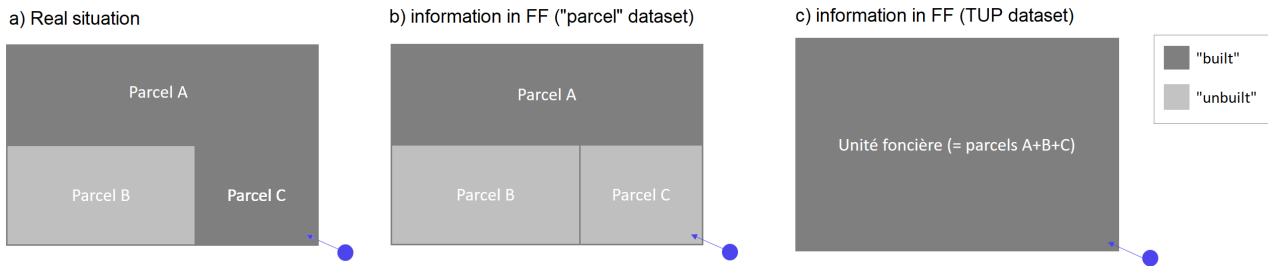 a) Real situation
b) information in FF ("parcel" dataset)
c) information in FF (TUP dataset)
Parcel A
Parcel B
Parcel C
Parcel A
Parcel B
Parcel C
Unité foncière (= parcels A+B+C)
"built"
"unbuilt"